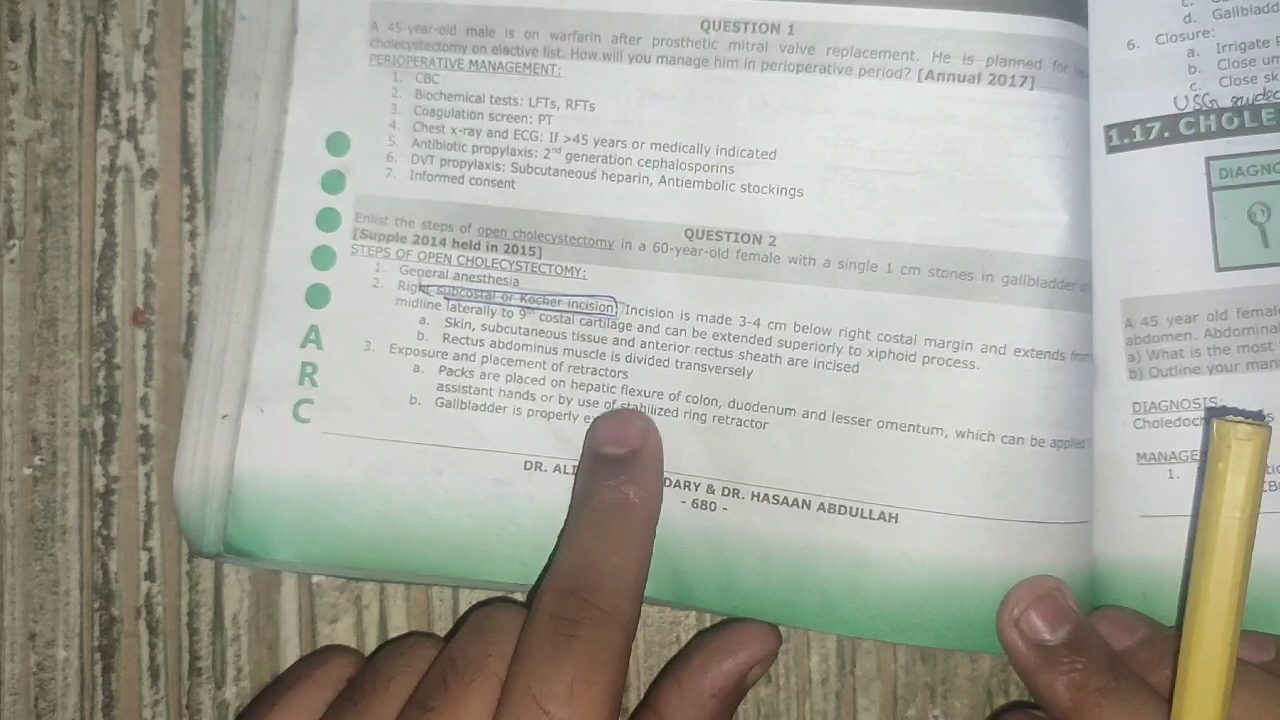 QUESTION 1
A 45-year-old male is on warfarin after prosthetic mitral valve replacement. He is planned for
cholecystectomy on elective list. How will you manage him in perioperative period? [Annual 2017]
PERIOPERATIVE MANAGEMENT:
1. CBC
2. Biochemical tests: LFTs, RFTs
3. Coagulation screen: PT
4. Chest x-ray and ECG: If >45 years or medically indicated
5. Antibiotic propylaxis: 2nd generation cephalosporins
6. DVT propylaxis: Subcutaneous heparin, Antiembolic stockings
7. Informed consent
QUESTION 2
Enlist the steps of open cholecystectomy in a 60-year-old female with a single 1 cm stones in gallbladder
[Supple 2014 held in 2015]
STEPS OF OPEN CHOLECYSTECTOMY:
1. General anesthesia
2. Right subcostal or Kocher incision. Incision is made 3-4 cm below right costal margin and extends from
midline laterally to 9th costal cartilage and can be extended superiorly to xiphoid process.
a. Skin, subcutaneous tissue and anterior rectus sheath are incised
b. Rectus abdominus muscle is divided transversely
3. Exposure and placement of retractors
a. Packs are placed on hepatic flexure of colon, duodenum and lesser omentum, which can be applied
assistant hands or by use of stabilized ring retractor
b. Gallbladder is properly
DR. ALI DARY & DR. HASAAN ABDULLAH
- 680 -
ARC
c.
d. Gallbladd
6. Closure:
a. Irrigate
b. Close
c. Close sk
USG guided
1.17. CHOLE
DIAGNO
A 45 year old femal
abdomen. Abdomina
a) What is the most
b) Outline your man
DIAGNOSIS:
Choledoch
MANAGE
1.